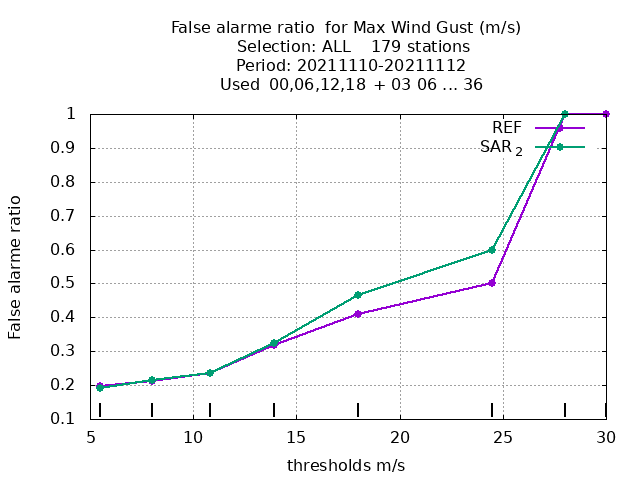 False alarme ratio  for Max Wind Gust (m/s)
Selection: ALL    179 stations
Period: 20211110-20211112
Used  00,06,12,18  + 03 06 ... 36
REF
SAR 2
1
0.9
0.8
0.7
0.6
0.5
0.4
0.3
0.2
0.1
False alarme ratio
5
10
15
20
25
30
thresholds m/s